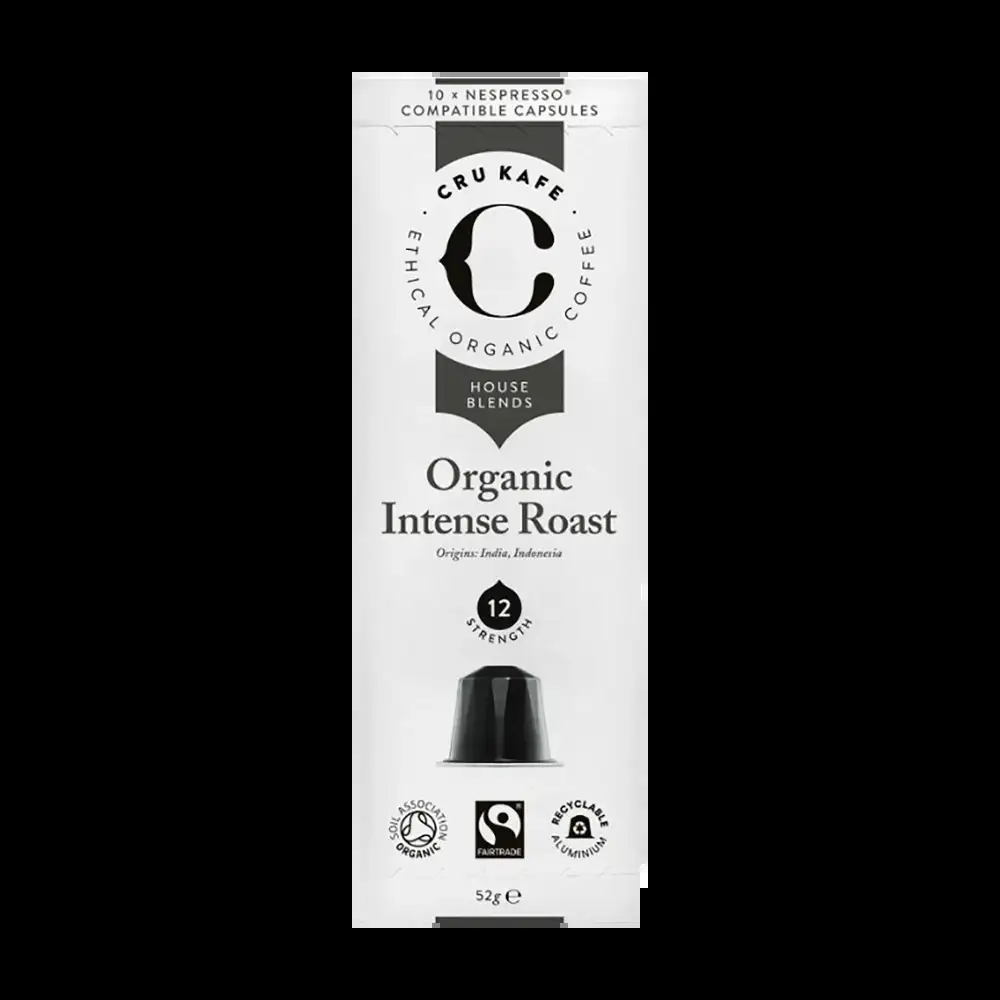 10 x NESPRESSO®
COMPATIBLE CAPSULES
CRU KAFE
C
· ETHICAL ORGANIC COFFEE ·
HOUSE
BLENDS
Organic
Intense Roast
Origins: India, Indonesia
12
STRENGTH
SOIL ASSOCIATION
ORGANIC
FAIRTRADE
®
RECYCLABLE
ALUMINIUM
52g ℮